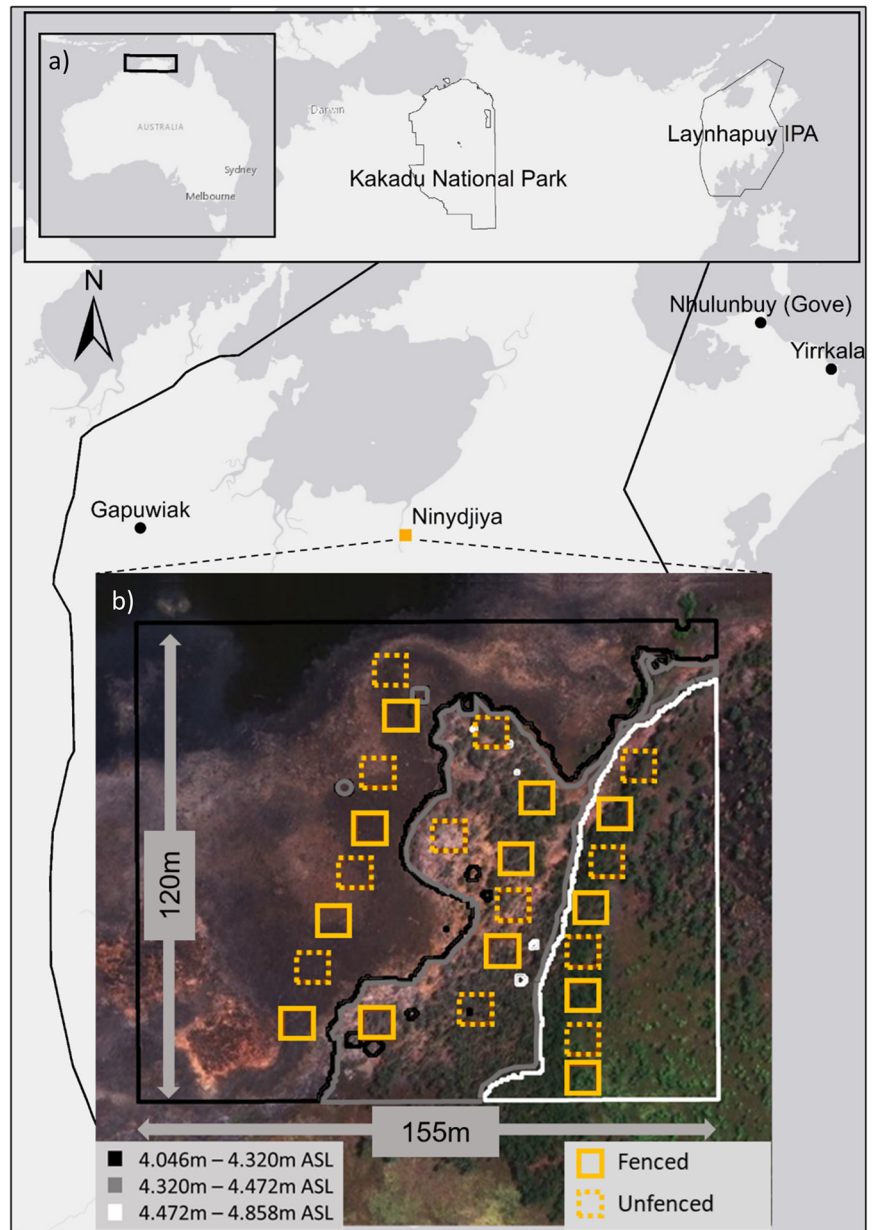 a)
AUSTRALIA
Sydney
Melbourne
Darwin
Kakadu National Park
Laynhapuy IPA
N
Nhulunbuy (Gove)
Yirrkala
Gapuwiak
Ninydjiya
b)
120m
155m
4.046m – 4.320m ASL
4.320m – 4.472m ASL
4.472m – 4.858m ASL
Fenced
Unfenced